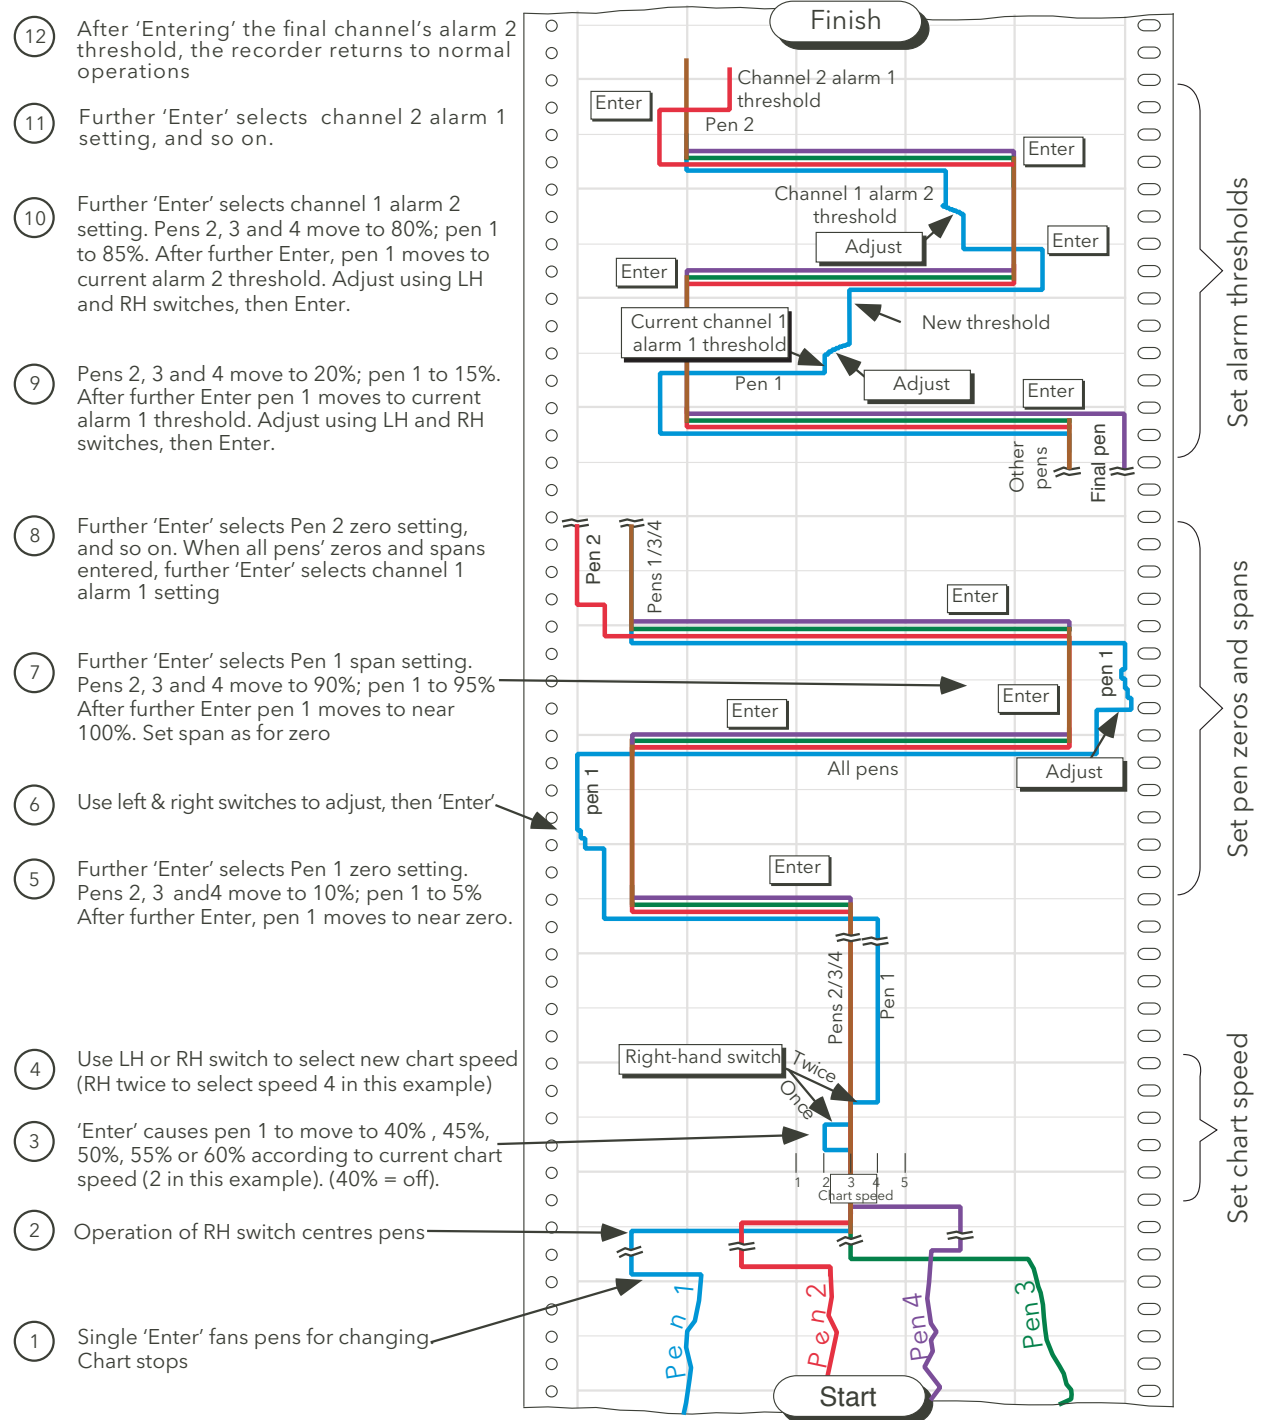 Finish
12
After ‘Entering’ the final channel’s alarm 2
threshold, the recorder returns to normal
operations
11
Further ‘Enter’ selects channel 2 alarm 1
setting, and so on.
10
Further ‘Enter’ selects channel 1 alarm 2
setting. Pens 2, 3 and 4 move to 80%; pen 1
to 85%. After further Enter, pen 1 moves to
current alarm 2 threshold. Adjust using LH
and RH switches, then Enter.
9
Pens 2, 3 and 4 move to 20%; pen 1 to 15%.
After further Enter pen 1 moves to current
alarm 1 threshold. Adjust using LH and RH
switches, then Enter.
8
Further ‘Enter’ selects Pen 2 zero setting,
and so on. When all pens’ zeros and spans
entered, further ‘Enter’ selects channel 1
alarm 1 setting
7
Further ‘Enter’ selects Pen 1 span setting.
Pens 2, 3 and 4 move to 90%; pen 1 to 95%
After further Enter pen 1 moves to near
100%. Set span as for zero
6
Use left & right switches to adjust, then ‘Enter’
5
Further ‘Enter’ selects Pen 1 zero setting.
Pens 2, 3 and4 move to 10%; pen 1 to 5%
After further Enter, pen 1 moves to near zero.
4
Use LH or RH switch to select new chart speed
(RH twice to select speed 4 in this example)
3
‘Enter’ causes pen 1 to move to 40% , 45%,
50%, 55% or 60% according to current chart
speed (2 in this example). (40% = off).
2
Operation of RH switch centres pens
1
Single ‘Enter’ fans pens for changing
Chart stops
Channel 2 alarm 1
threshold
Enter
Pen 2
Enter
Channel 1 alarm 2
threshold
Adjust
Enter
Enter
Current channel 1
alarm 1 threshold
New threshold
Pen 1
Adjust
Enter
Other
pens
Final pen
Set alarm thresholds
Pen 2
Pens 1/3/4
Enter
pen 1
Enter
Enter
All pens
Adjust
pen 1
Enter
Set pen zeros and spans
Pens 2/3/4
Pen 1
Right-hand switch
Twice
Once
1 2 3 4 5
Chart speed
Set chart speed
Pen 1
Pen 2
Pen 4
Pen 3
Start